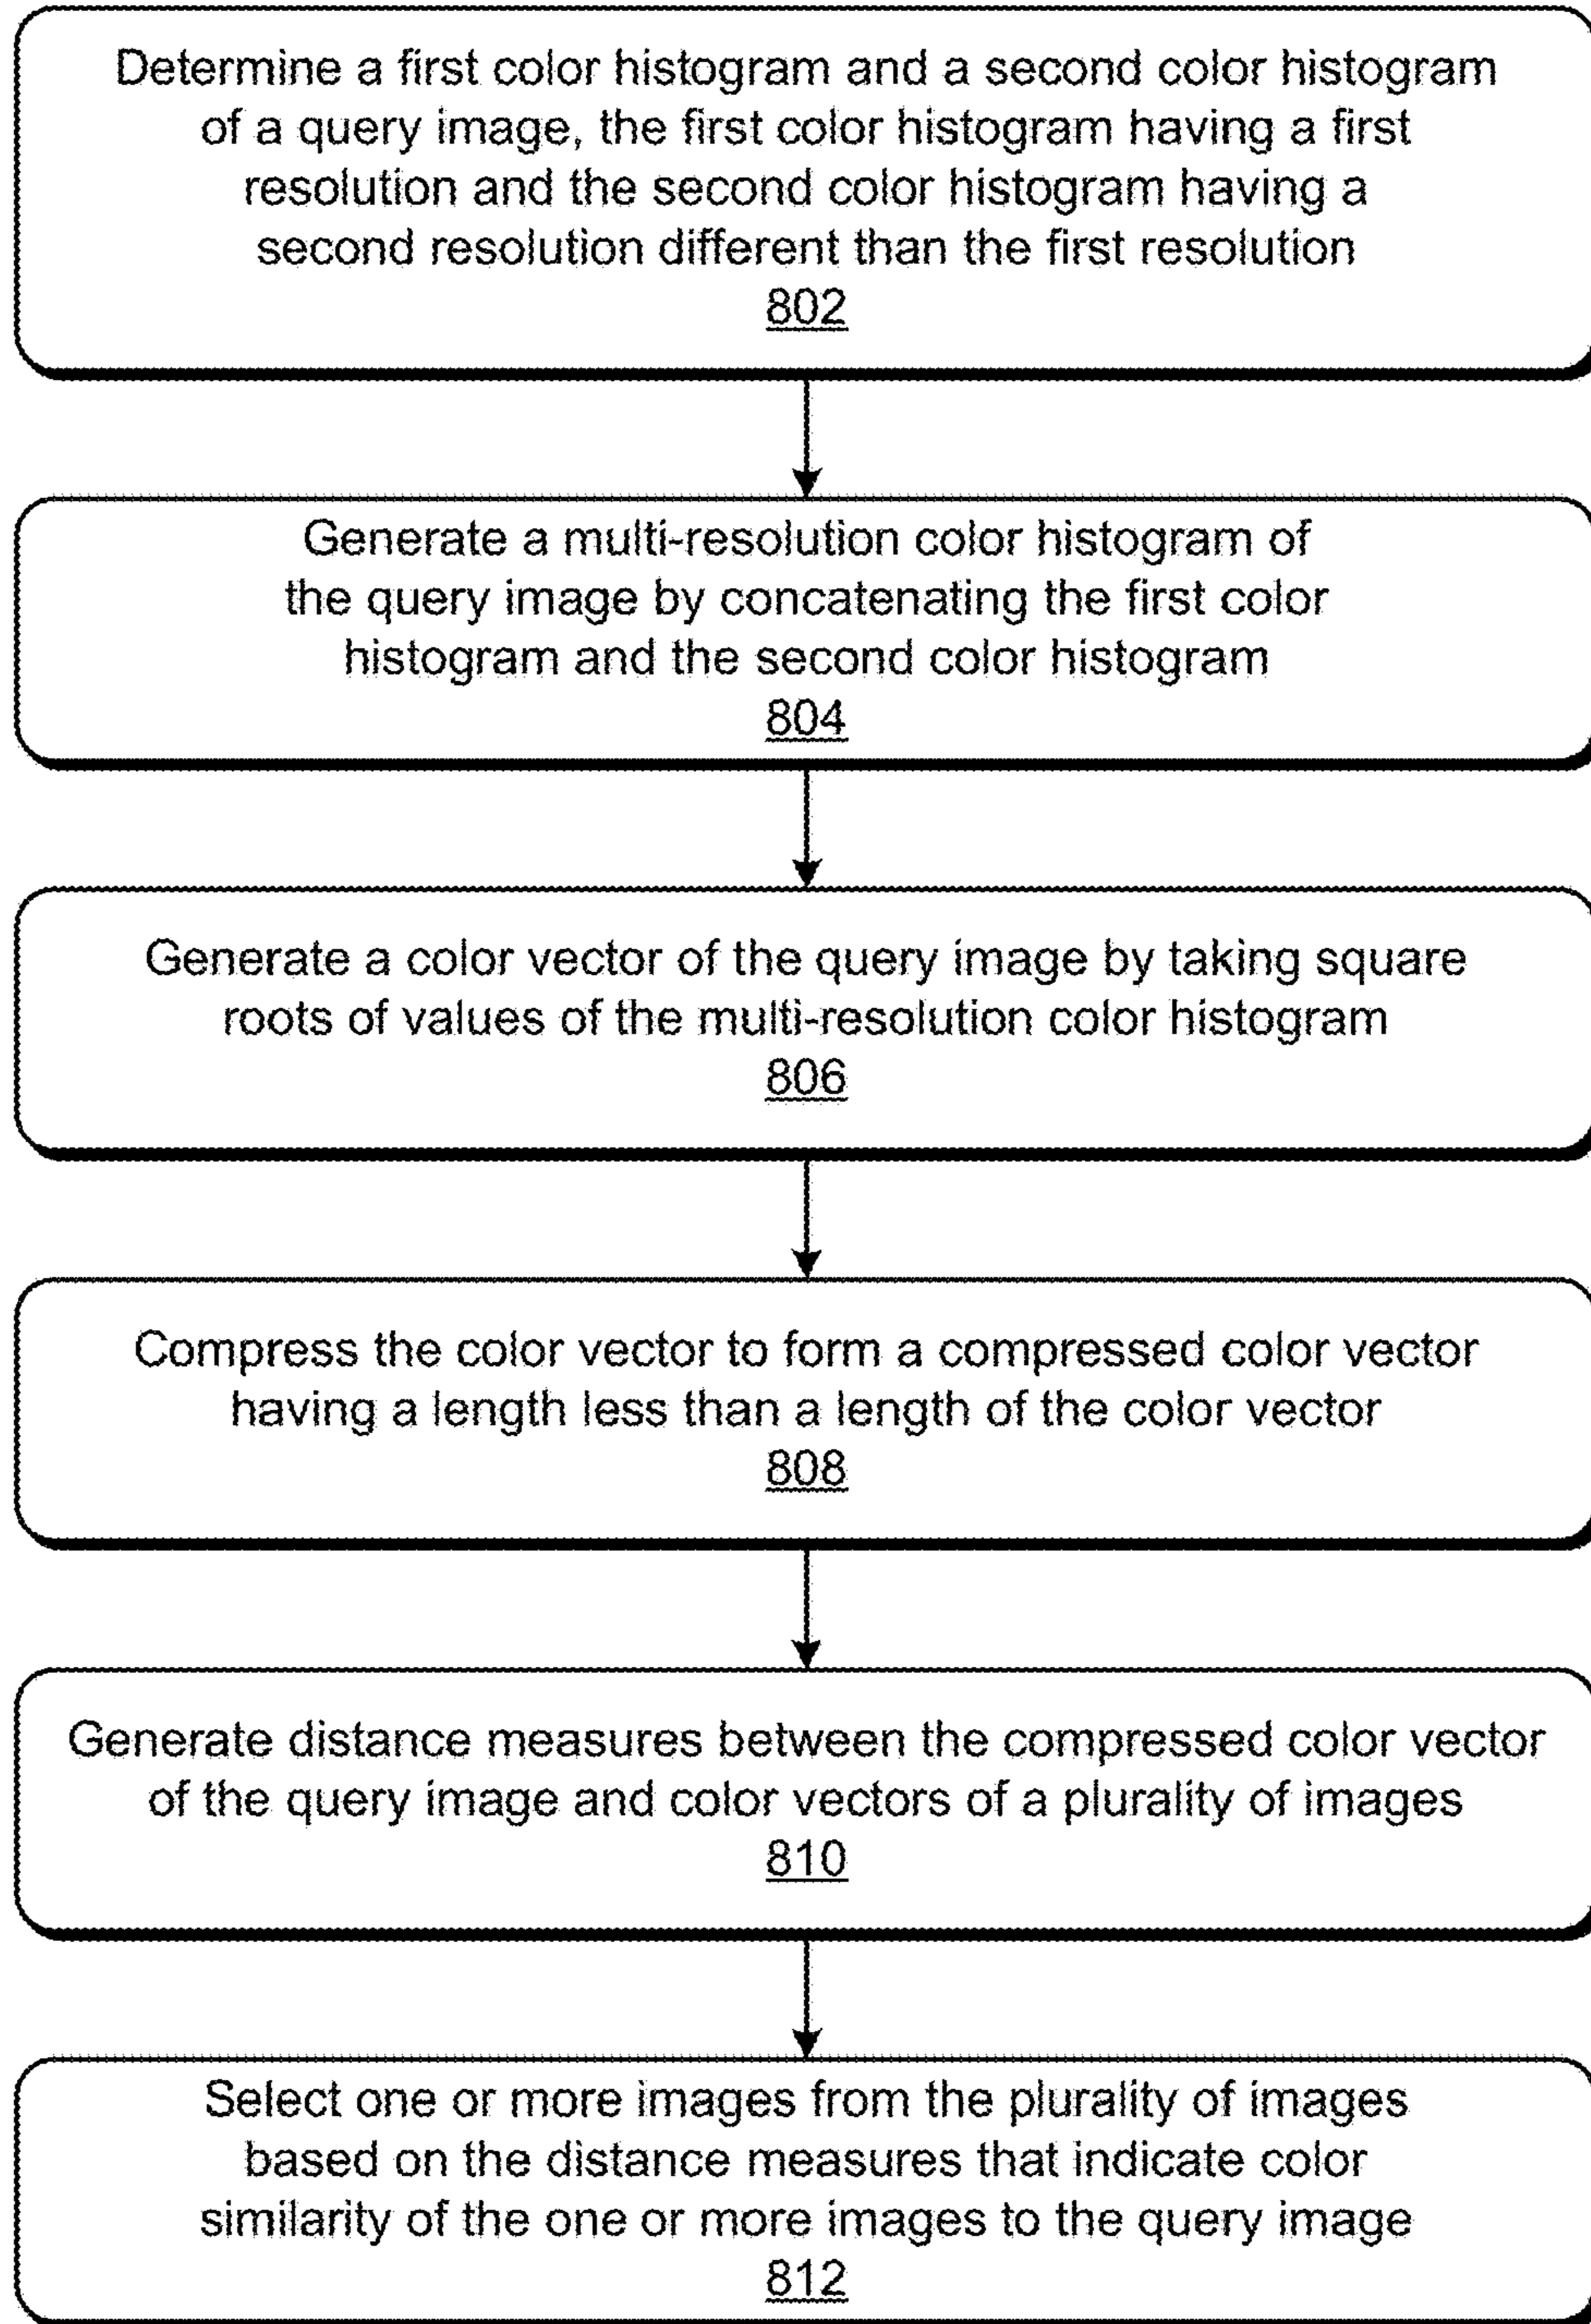 Determine a first color histogram and a second color histogram
of a query image, the first color histogram having a first
resolution and the second color histogram having a
second resolution different than the first resolution
802
Generate a multi-resolution color histogram of
the query image by concatenating the first color
histogram and the second color histogram
804
Generate a color vector of the query image by taking square
roots of values of the multi-resolution color histogram
806
Compress the color vector to form a compressed color vector
having a length less than a length of the color vector
808
Generate distance measures between the compressed color vector
of the query image and color vectors of a plurality of images
810
Select one or more images from the plurality of images
based on the distance measures that indicate color
similarity of the one or more images to the query image
812